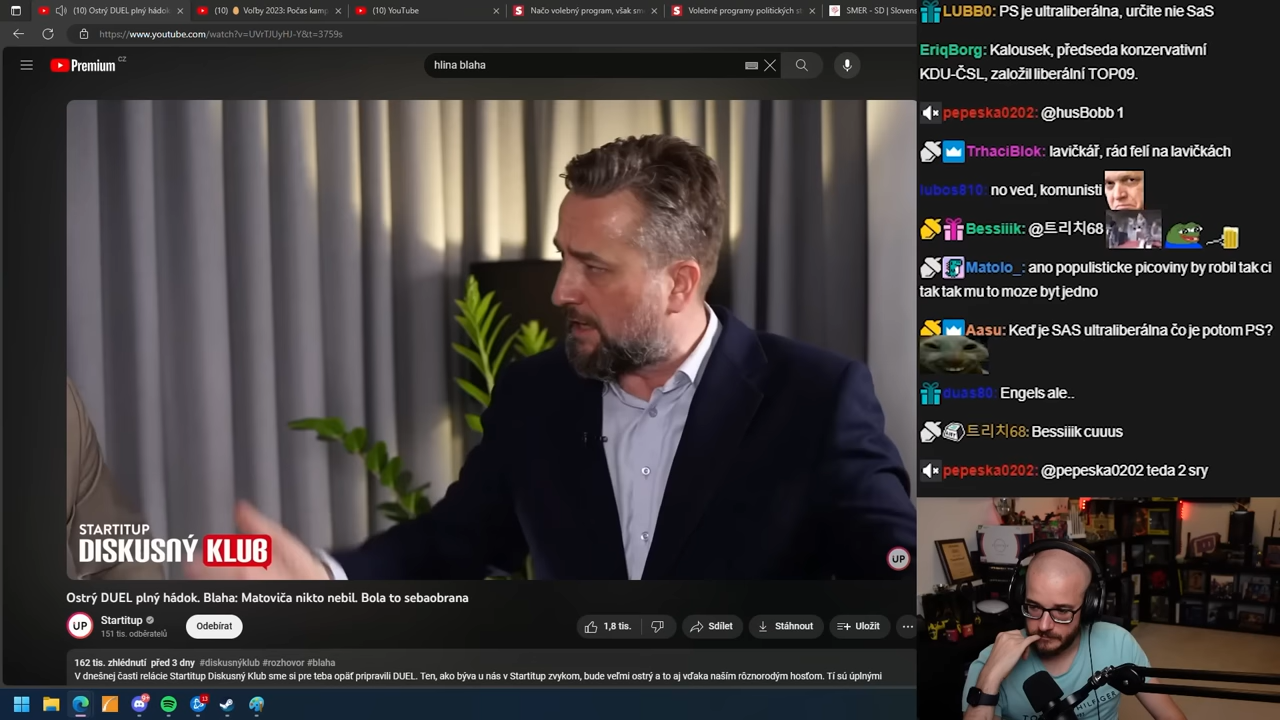 (10) Ostrý DUEL plný hádok
(10) 🥚 Voľby 2023: Počas kamp
(10) YouTube
Načo volebný program, však sm
Volebné programy politických st
SMER - SD | Slovens
https://www.youtube.com/watch?v=UVrTJUyHJ-Y&t=3759s
Premium CZ
hlina blaha
STARTITUP
DISKUSNÝ KLUB
UP
Ostrý DUEL plný hádok. Blaha: Matoviča nikto nebil. Bola to sebaobrana
UP
Startitup
151 tis. odběratelů
Odebírat
1,8 tis.
Sdílet
Stáhnout
Uložit
162 tis. zhlédnutí před 3 dny #diskusnýklub #rozhovor #blaha
V dnešnej časti relácie Startitup Diskusný Klub sme si pre teba opäť pripravili DUEL. Ten, ako býva u nás v Startitup zvykom, bude veľmi ostrý a to aj vďaka našim rôznorodým hosťom. Tí sú úplnými
LUBB0: PS je ultraliberálna, určite nie SaS
EriqBorg: Kalousek, předseda konzervativní
KDU-ČSL, založil liberální TOP09.
pepeska0202: @husBobb 1
TrhaciBlok: lavičkář, rád felí na lavičkách
lubos810: no ved, komunisti
Bessiiik: @트리치68
Matolo_: ano populisticke picoviny by robil tak ci
tak tak mu to moze byt jedno
Aasu: Keď je SAS ultraliberálna čo je potom PS?
duas80: Engels ale..
트리치68: Bessiiik cuuus
pepeska0202: @pepeska0202 teda 2 sry